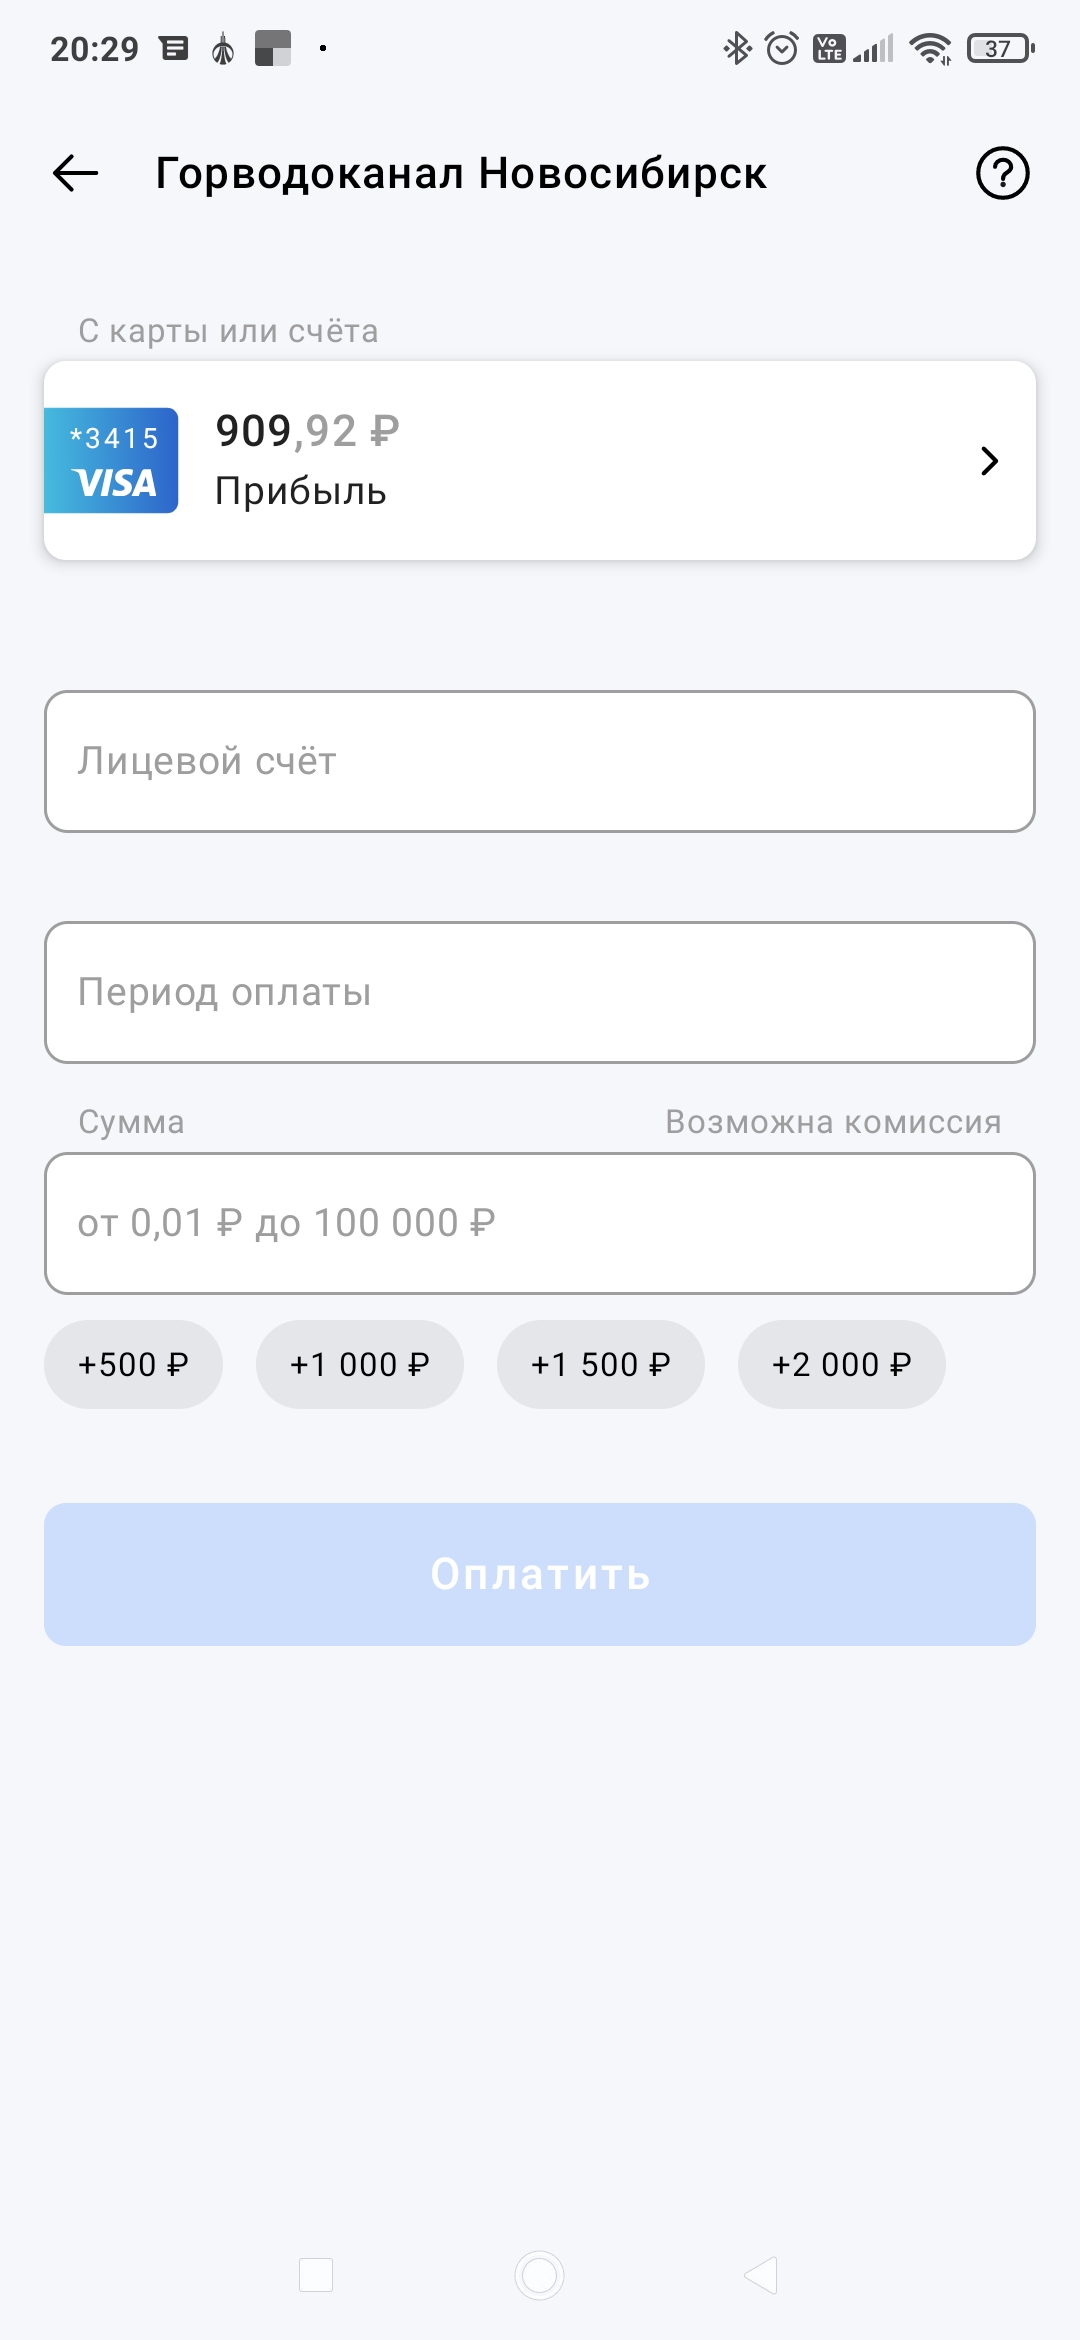 20:29
Vo LTE
37
Горводоканал Новосибирск
С карты или счёта
*3415
VISA
909,92 ₽
Прибыль
Лицевой счёт
Период оплаты
Сумма
Возможна комиссия
от 0,01 ₽ до 100 000 ₽
+500 ₽
+1 000 ₽
+1 500 ₽
+2 000 ₽
Оплатить